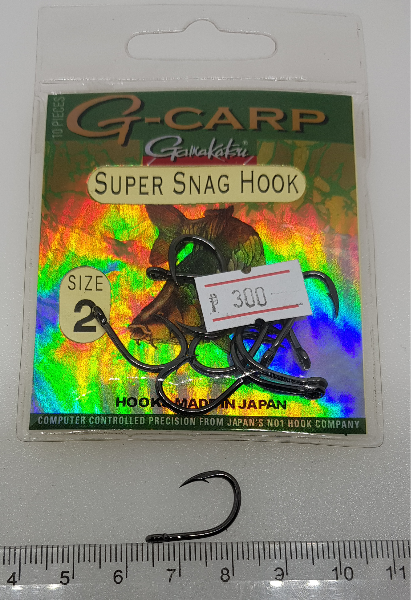 10 PIECES
G-CARP
Gamakatsu
SUPER SNAG HOOK
SIZE
2
₽ 300
HOOKS MADE IN JAPAN
COMPUTER CONTROLLED PRECISION FROM JAPAN'S NO1 HOOK COMPANY
4 5 6 7 8 9 10 11